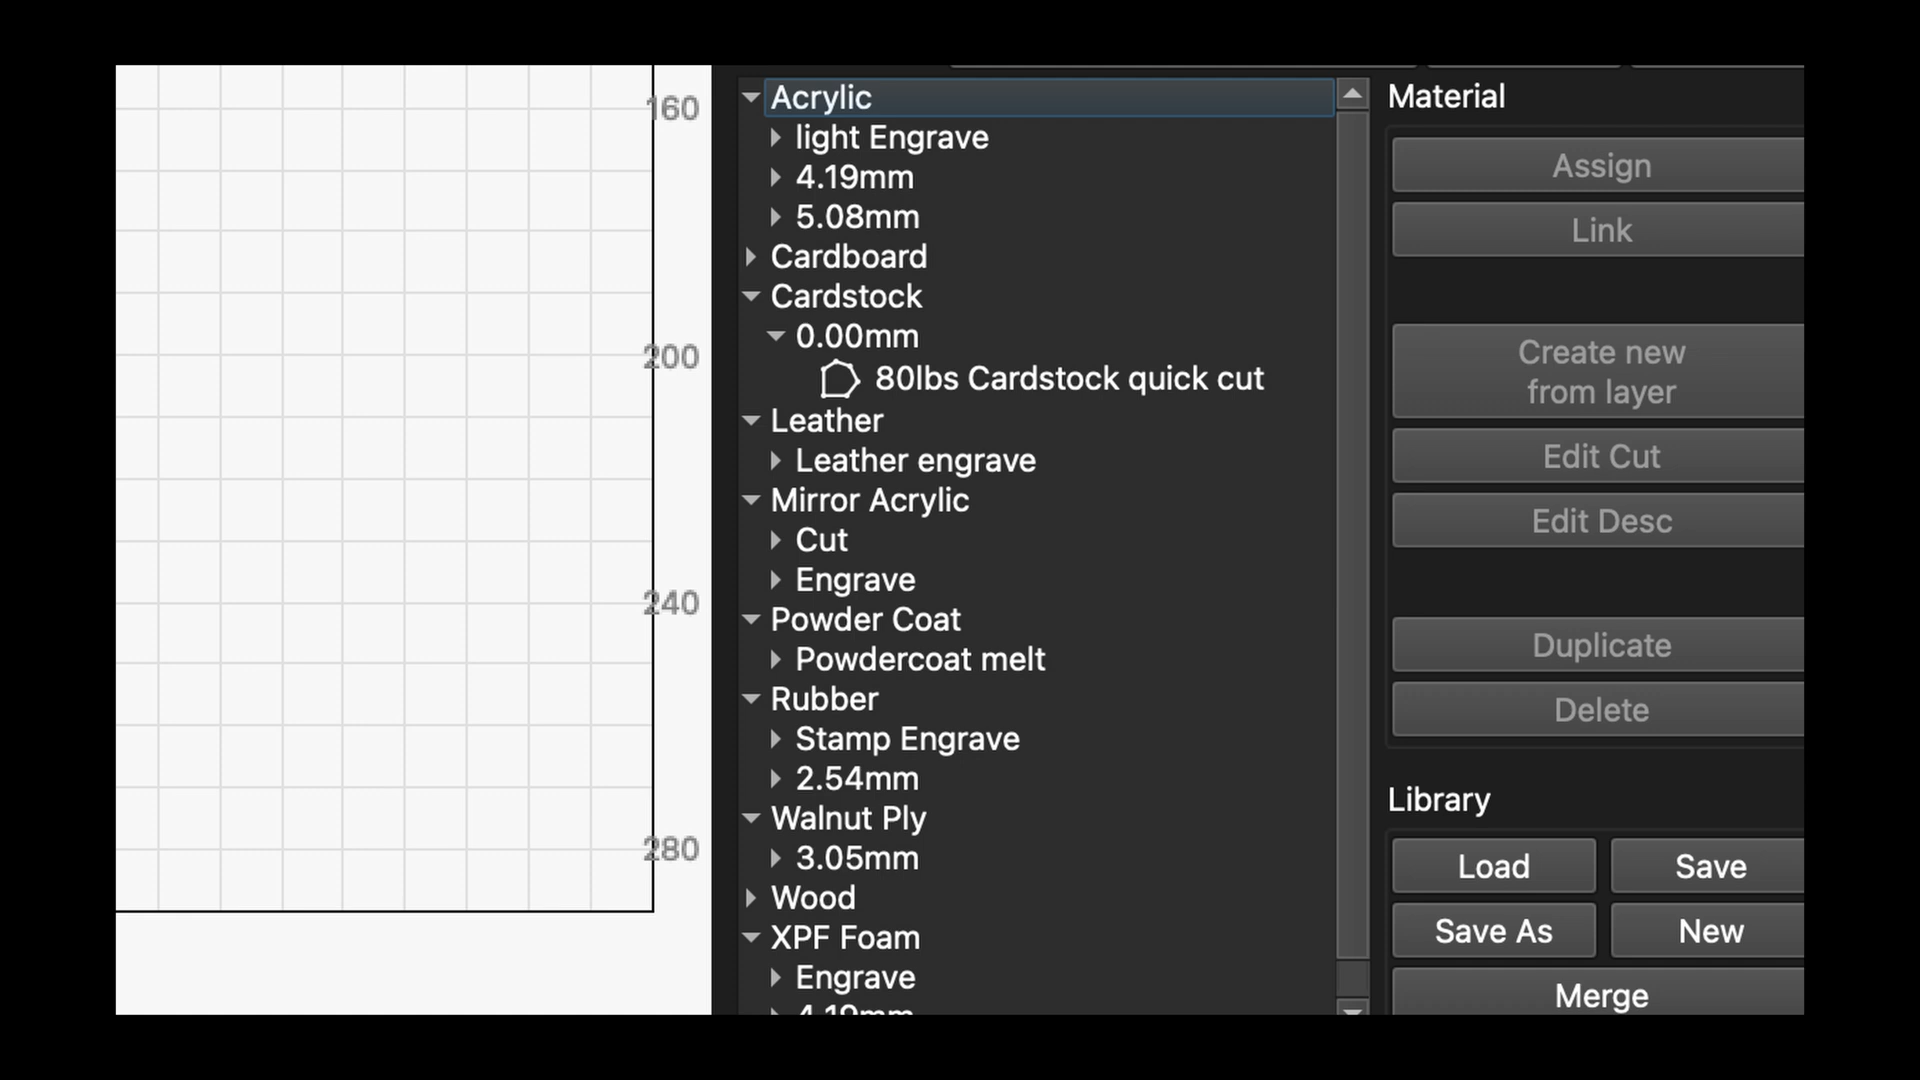 160
200
240
280
Acrylic
light Engrave
4.19mm
5.08mm
Cardboard
Cardstock
0.00mm
80lbs Cardstock quick cut
Leather
Leather engrave
Mirror Acrylic
Cut
Engrave
Powder Coat
Powdercoat melt
Rubber
Stamp Engrave
2.54mm
Walnut Ply
3.05mm
Wood
XPF Foam
Engrave
4.19mm
Material
Assign
Link
Create new
from layer
Edit Cut
Edit Desc
Duplicate
Delete
Library
Load Save
Save As New
Merge